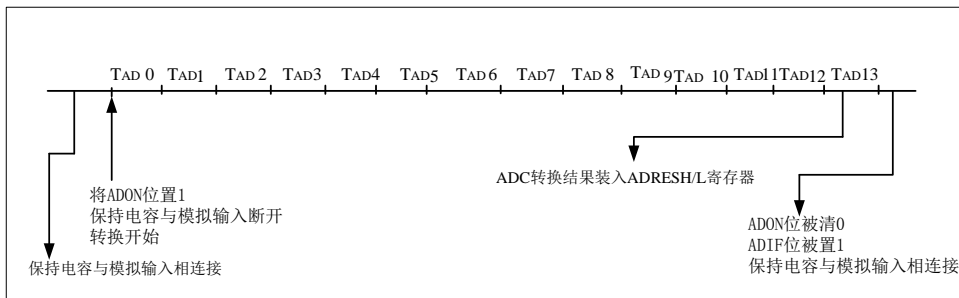 TAD 0 TAD1 TAD 2 TAD3 TAD4 TAD5 TAD 6 TAD7 TAD 8 TAD 9 TAD 10 TAD11 TAD12 TAD13
将ADON位置1
保持电容与模拟输入断开
转换开始
保持电容与模拟输入相连接
ADC转换结果装入ADRESH/L寄存器
ADON位被清0
ADIF位被置1
保持电容与模拟输入相连接